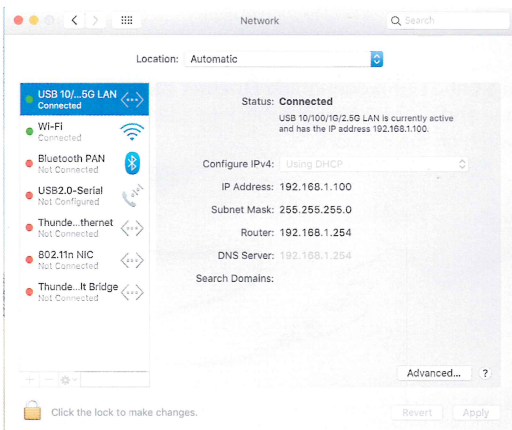 Network
Search
Location: Automatic
USB 10/...5G LAN
Connected
Wi-Fi
Connected
Bluetooth PAN
Not Connected
USB2.0-Serial
Not Configured
Thunde...thernet
Not Connected
802.11n NIC
Not Connected
Thunde...lt Bridge
Not Connected
Status: Connected
USB 10/100/1G/2.5G LAN is currently active
and has the IP address 192.168.1.100.
Configure IPv4: Using DHCP
IP Address: 192.168.1.100
Subnet Mask: 255.255.255.0
Router: 192.168.1.254
DNS Server: 192.168.1.254
Search Domains:
Advanced... ?
Click the lock to make changes.
Revert Apply